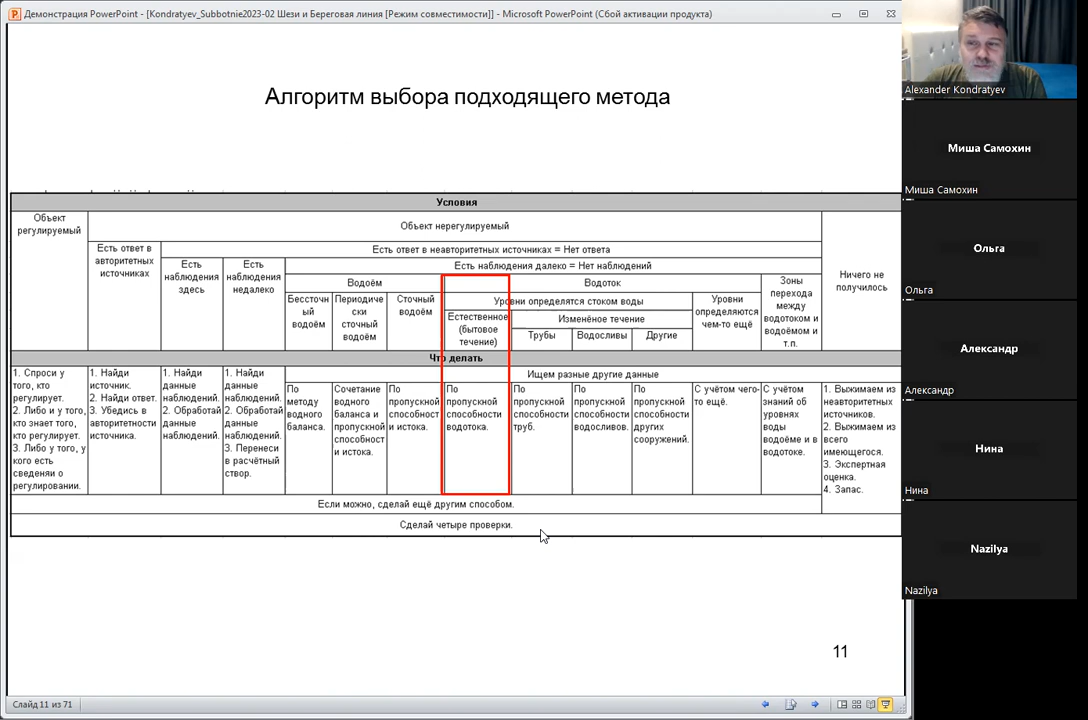 Демонстрация PowerPoint - [Kondratyev_Subbotnie2023-02 Шези и Береговая линия [Режим совместимости]] - Microsoft PowerPoint (Сбой активации продукта)
Алгоритм выбора подходящего метода
Условия
Объект
регулируемый
Объект нерегулируемый
Есть ответ в
авторитетных
источниках
Есть ответ в неавторитетных источниках = Нет ответа
Есть
наблюдения
здесь
Есть
наблюдения
недалеко
Есть наблюдения далеко = Нет наблюдений
Водоём
Бессточн
ый
водоём
Периодиче
ски
сточный
водоём
Сточный
водоём
Водоток
Уровни определятся стоком воды
Естественное
(бытовое
течении)
Изменёное течение
Трубы
Водосливы
Другие
Уровни
определяются
чем-то ещё
Зоны
перехода
между
водотоком и
водоёмом и
т.п.
Ничего не
получилось
Что делать
1. Спроси у
того, кто
регулирует.
2. Либо и у того,
кто знает того,
кто регулирует.
3. Либо у того, у
кого есть
сведеняи о
регулировании.
1. Найди
источник.
2. Найди ответ.
3. Убедись в
авторитетности
источника.
1. Найди
данные
наблюдений.
2. Обработай
данные
наблюдений.
1. Найди
данные
наблюдений.
2. Обработай
данные
наблюдений.
3. Перенеси
в расчётный
створ.
Ищем разные другие данные
По
методу
водного
баланса.
Сочетание
водного
баланса и
пропускной
способност
и истока.
По
пропускной
способност
и истока.
По
пропускной
способности
водотока.
По
пропускной
способности
труб.
По
пропускной
способности
водосливов.
По
пропускной
способности
других
сооружений.
С учётом чего-
то ещё.
С учётом
знаний об
уровнях
воды
водоёме и в
водотоке.
1. Выжимаем из
неавторитетных
источников.
2. Выжимаем из
всего
имеющегося.
3. Экспертная
оценка.
4. Запас.
Если можно, сделай ещё другим способом.
Сделай четыре проверки.
11
Слайд 11 из 71
Alexander Kondratyev
Миша Самохин
Миша Самохин
Ольга
Ольга
Александр
Александр
Нина
Нина
Nazilya
Nazilya